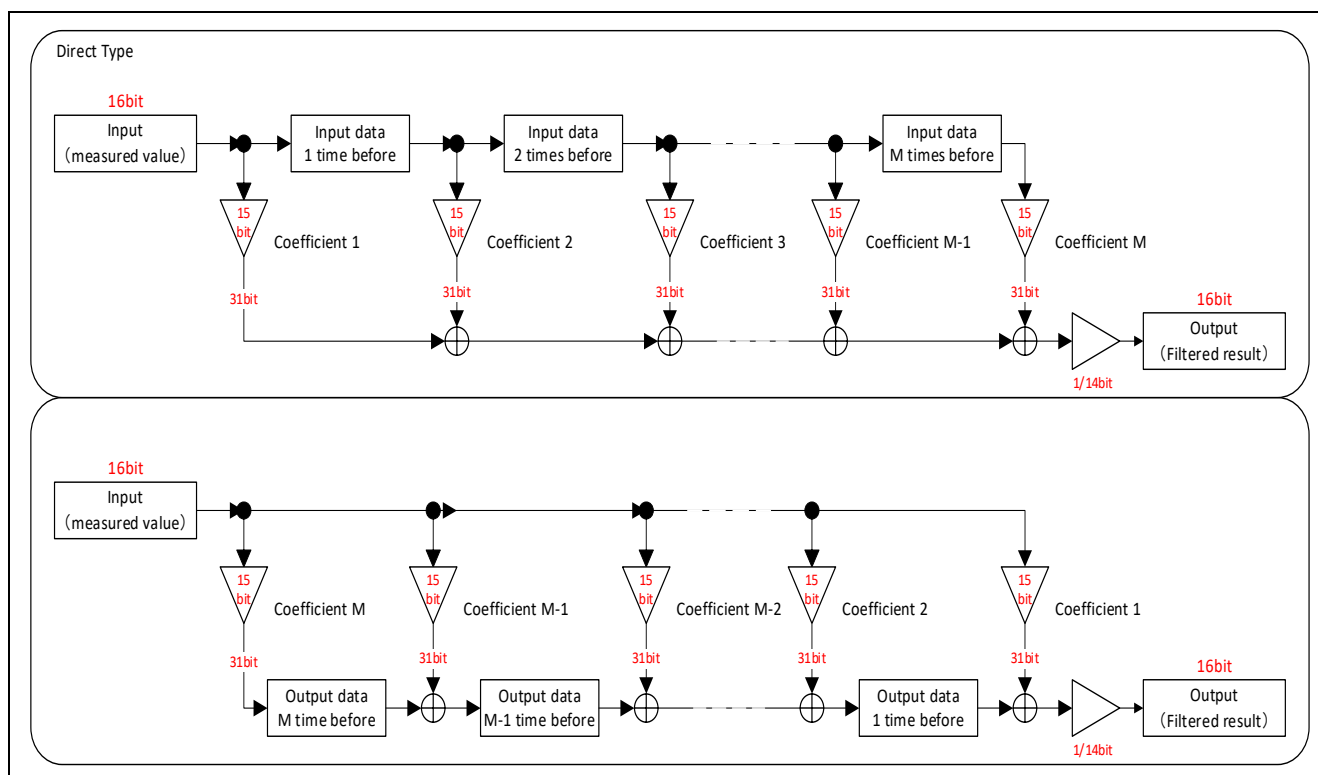 Direct Type
16bit
Input
(measured value)
Input data
1 time before
Input data
2 times before
Input data
M times before
15
bit
Coefficient 1
15
bit
Coefficient 2
15
bit
Coefficient 3
15
bit
Coefficient M-1
15
bit
Coefficient M
31bit
31bit
31bit
31bit
31bit
16bit
Output
(Filtered result)
1/14bit
16bit
Input
(measured value)
15
bit
Coefficient M
15
bit
Coefficient M-1
15
bit
Coefficient M-2
15
bit
Coefficient 2
15
bit
Coefficient 1
31bit
31bit
31bit
31bit
31bit
16bit
Output data
M time before
Output data
M-1 time before
Output data
1 time before
Output
(Filtered result)
1/14bit